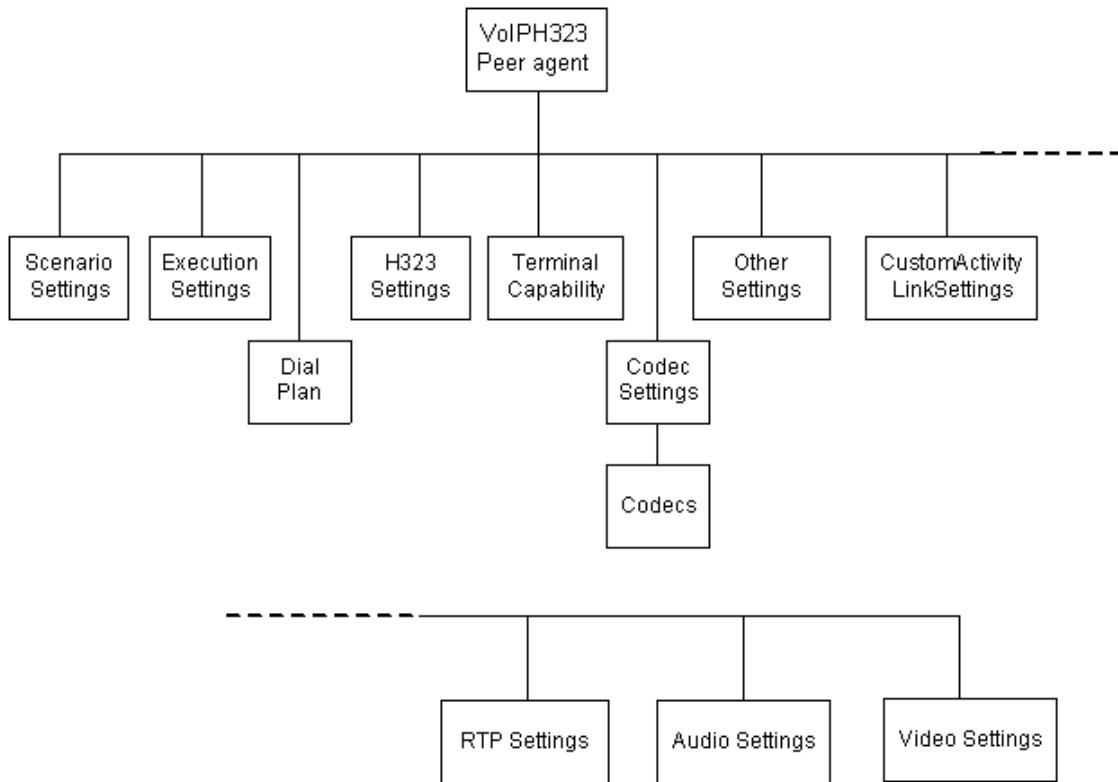 VoIPH323
Peer agent
Scenario
Settings
Execution
Settings
H323
Settings
Terminal
Capability
Other
Settings
CustomActivity
LinkSettings
Dial
Plan
Codec
Settings
Codecs
RTP Settings
Audio Settings
Video Settings